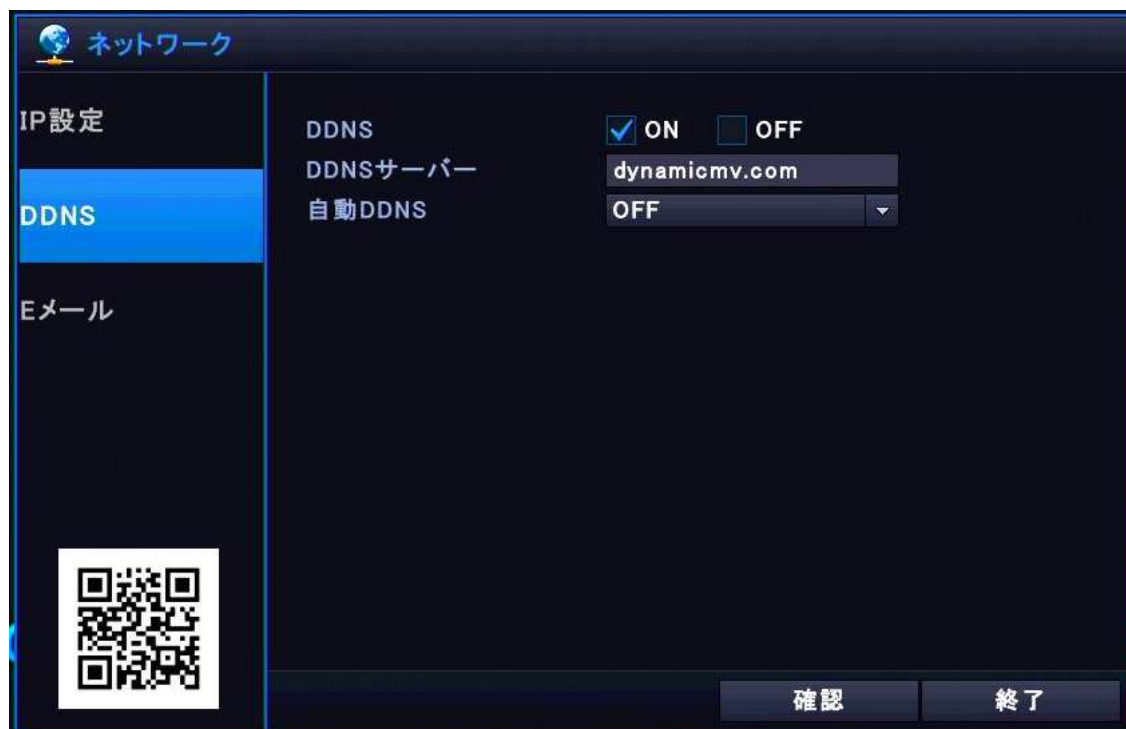 ネットワーク
IP設定
DDNS
Eメール
DDNS ON OFF
DDNSサーバー dynamicmv.com
自動DDNS OFF
確認 終了